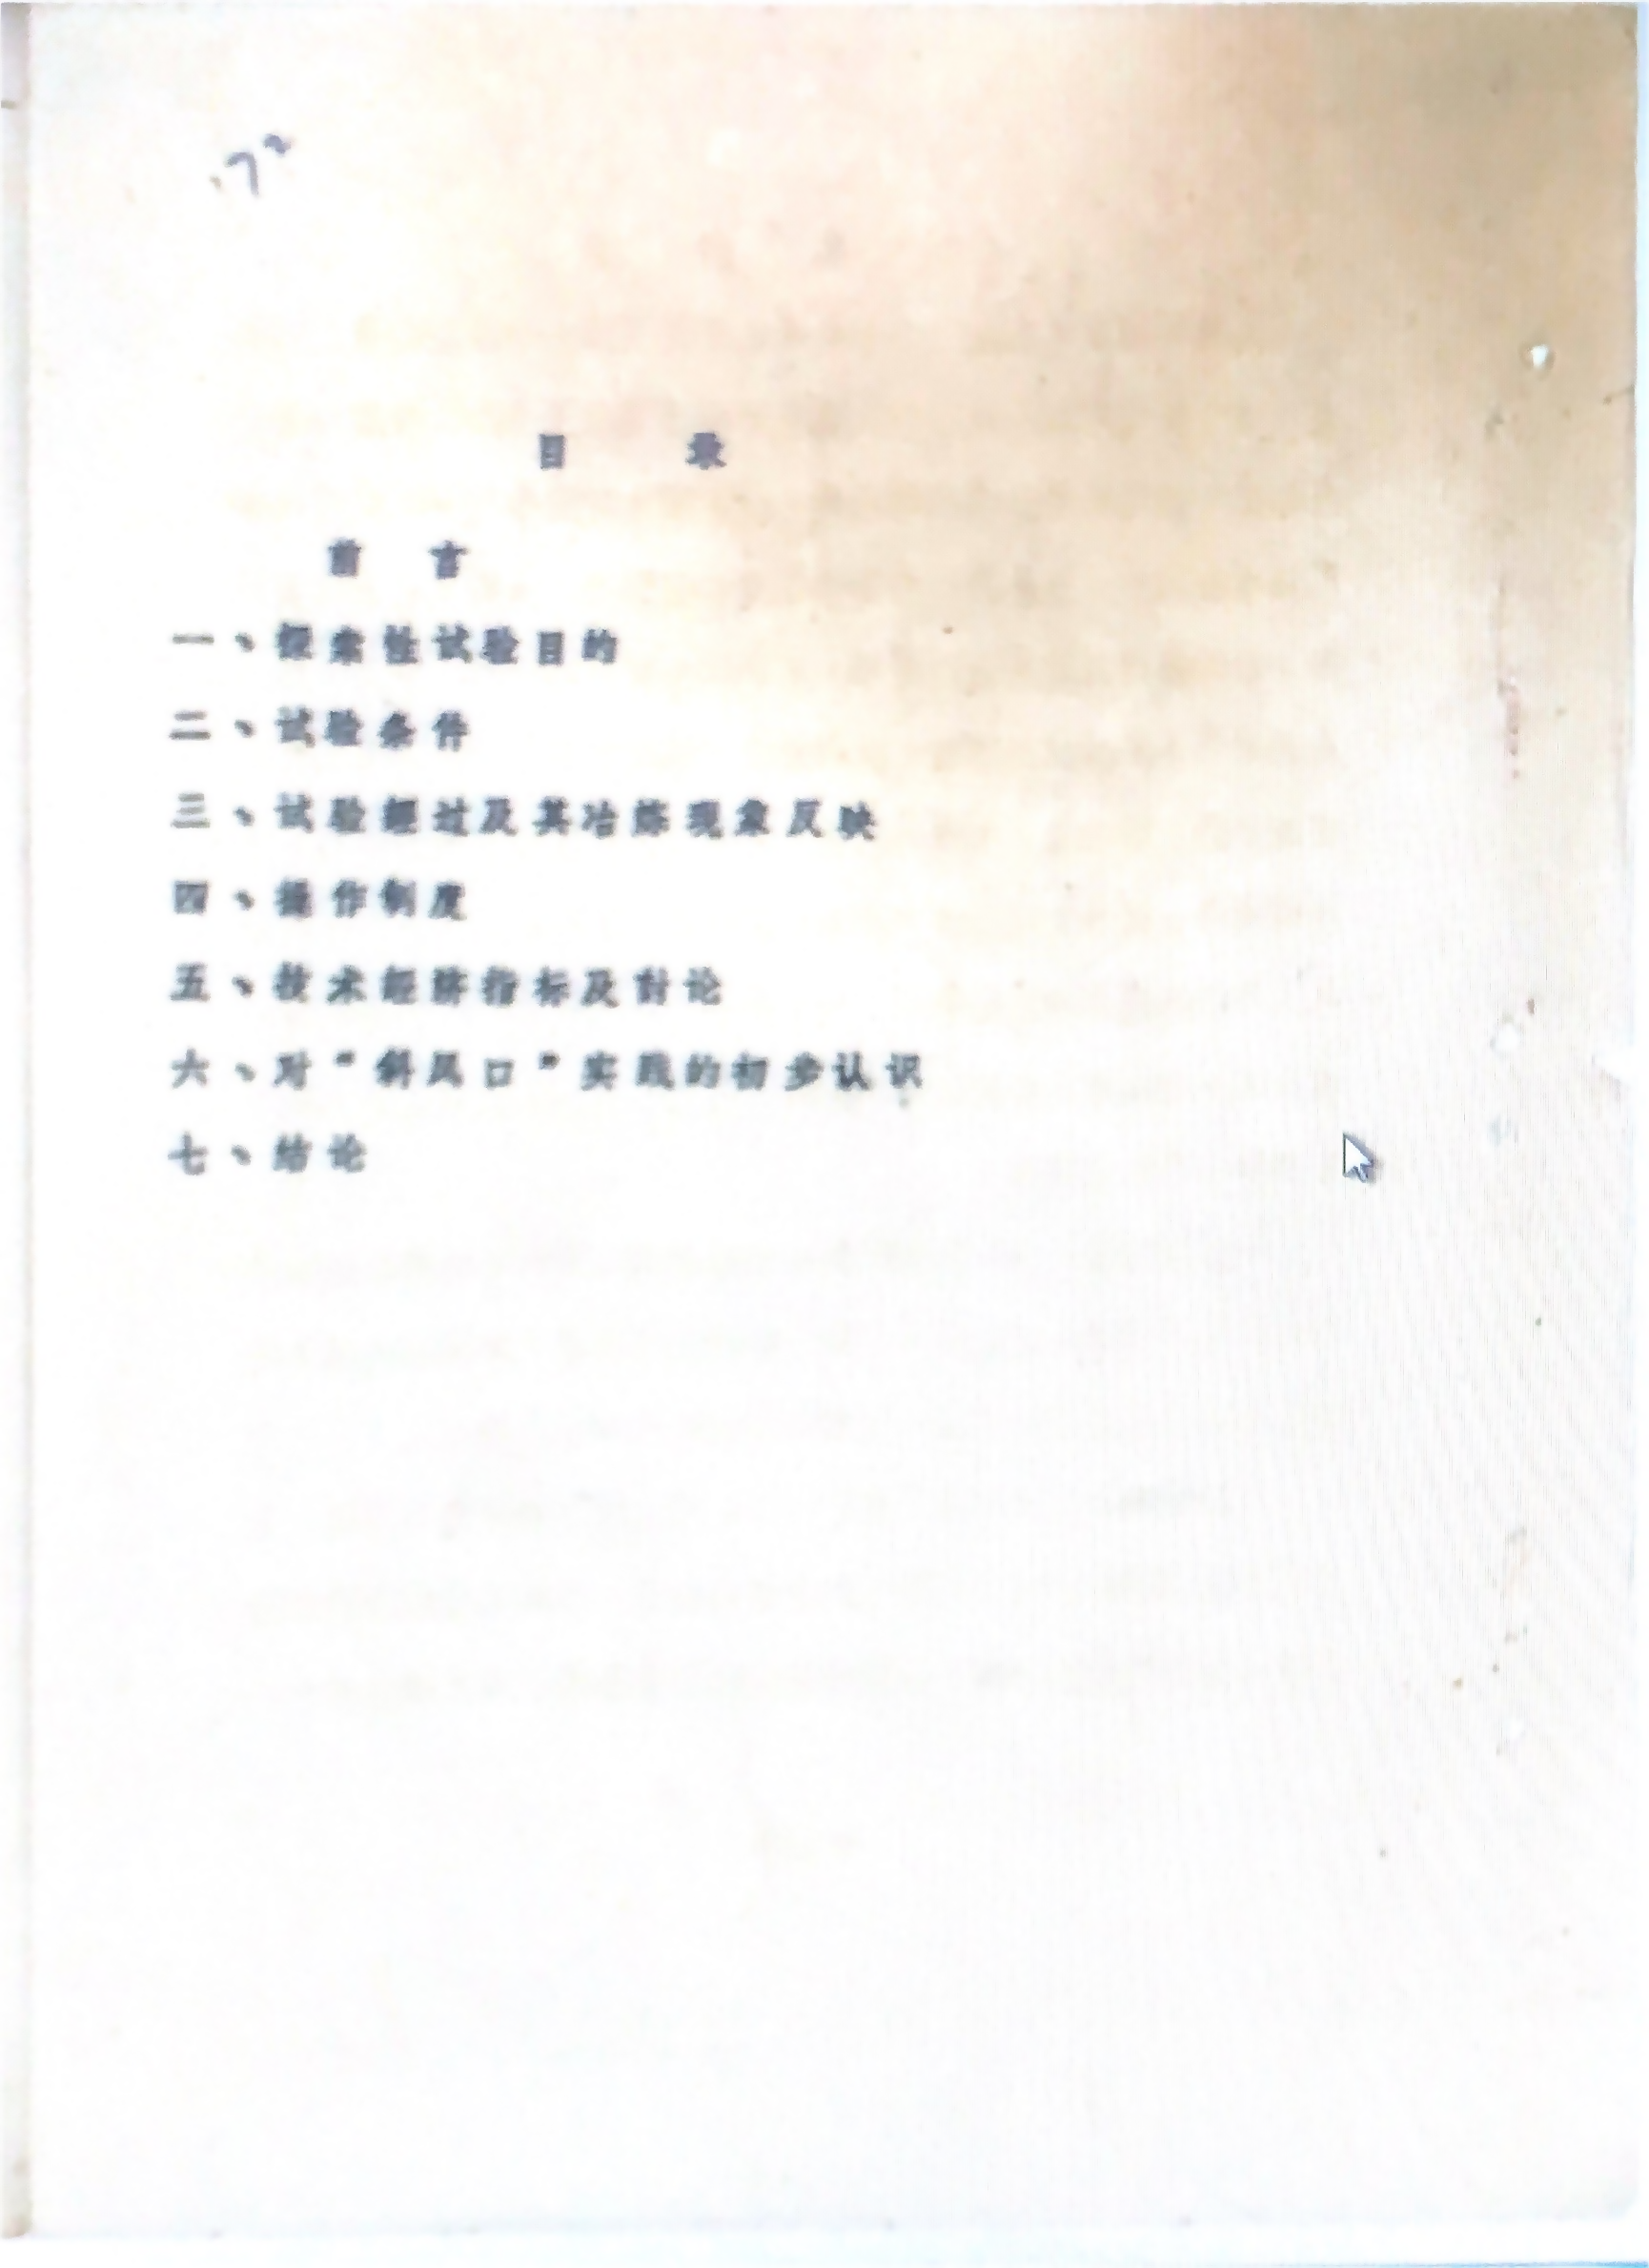 目 录
前 言
一、探索性试验目的
二、试验条件
三、试验经过及其冶炼现象反映
四、操作制度
五、技术经济指标及讨论
六、对“斜风口”实践的初步认识
七、结论